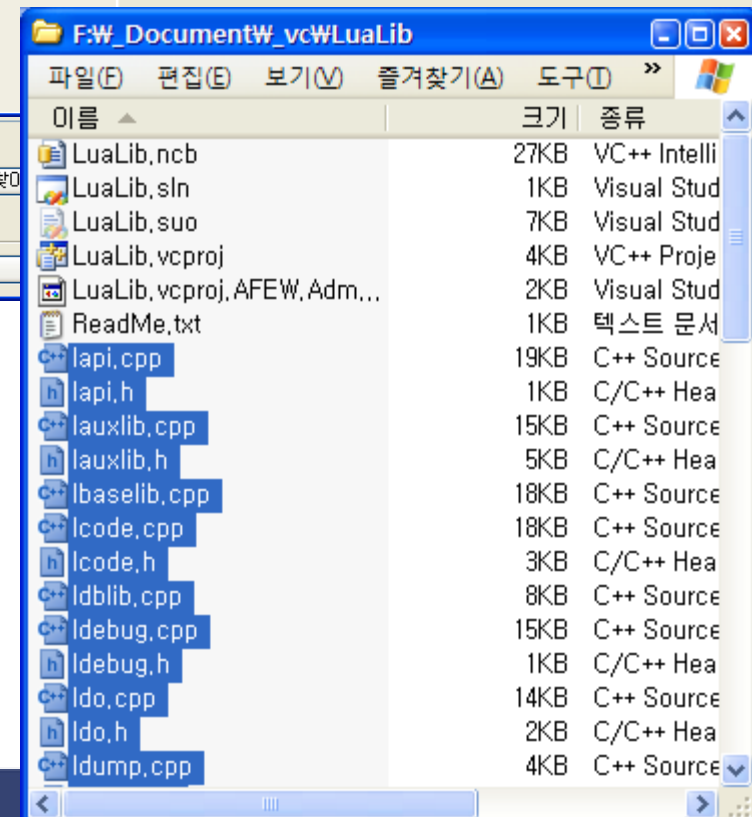 F:₩_Document₩_vc₩LuaLib
파일(F) 편집(E) 보기(V) 즐겨찾기(A) 도구(T) »
이름 크기 종류
LuaLib.ncb 27KB VC++ Intelli
LuaLib.sln 1KB Visual Stud
LuaLib.suo 7KB Visual Stud
LuaLib.vcproj 4KB VC++ Proje
LuaLib.vcproj.AFEW.Adm... 2KB Visual Stud
ReadMe.txt 1KB 텍스트 문서
lapi.cpp 19KB C++ Source
lapi.h 1KB C/C++ Hea
lauxlib.cpp 15KB C++ Source
lauxlib.h 5KB C/C++ Hea
lbaselib.cpp 18KB C++ Source
lcode.cpp 18KB C++ Source
lcode.h 3KB C/C++ Hea
ldblib.cpp 8KB C++ Source
ldebug.cpp 15KB C++ Source
ldebug.h 1KB C/C++ Hea
ldo.cpp 14KB C++ Source
ldo.h 2KB C/C++ Hea
ldump.cpp 4KB C++ Source